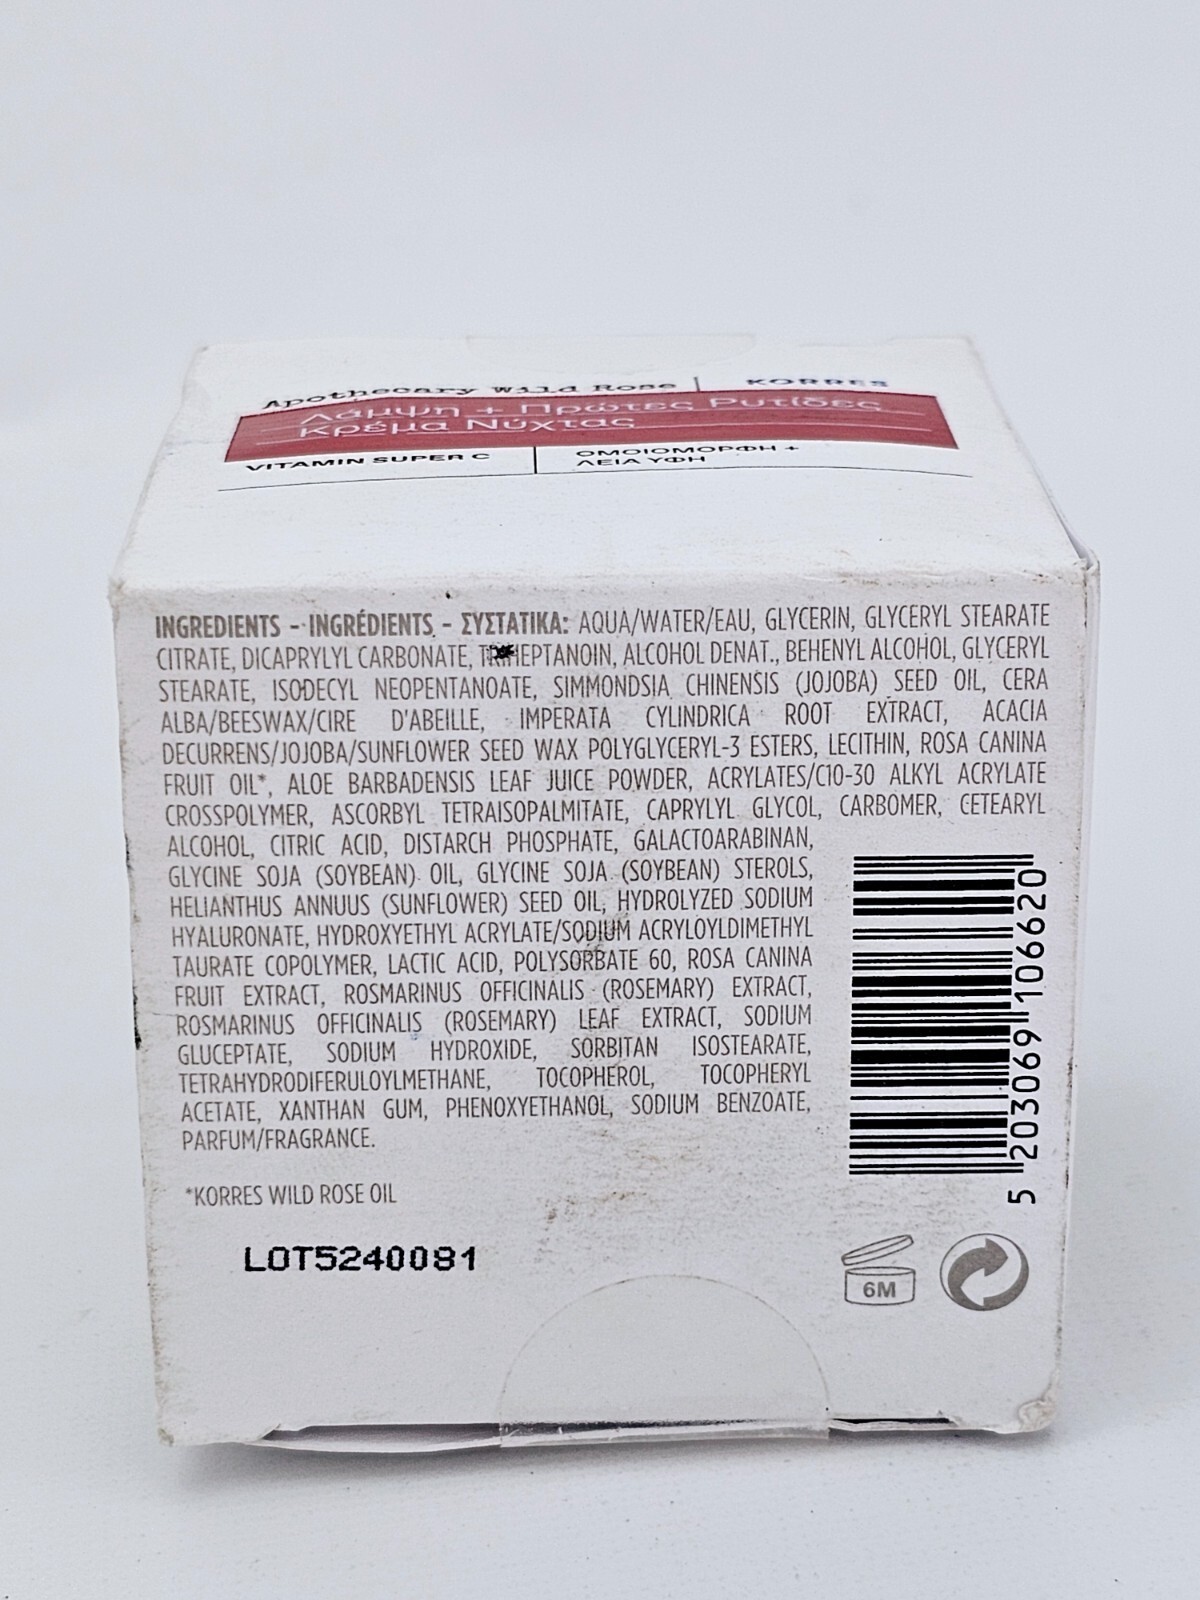 Apothecary Wild Rose | KORRES
Λάμψη + Πρώτες Ρυτίδες
Κρέμα Νύχτας
VITAMIN SUPER C
ΟΜΟΙΟΜΟΡΦΗ +
ΛΕΙΑ ΥΦΗ
INGREDIENTS - INGRÉDIENTS - ΣΥΣΤΑΤΙΚΑ: AQUA/WATER/EAU, GLYCERIN, GLYCERYL STEARATE
CITRATE, DICAPRYLYL CARBONATE, TRIHEPTANOIN, ALCOHOL DENAT., BEHENYL ALCOHOL, GLYCERYL
STEARATE, ISODECYL NEOPENTANOATE, SIMMONDSIA CHINENSIS (JOJOBA) SEED OIL, CERA
ALBA/BEESWAX/CIRE D'ABEILLE, IMPERATA CYLINDRICA ROOT EXTRACT, ACACIA
DECURRENS/JOJOBA/SUNFLOWER SEED WAX POLYGLYCERYL-3 ESTERS, LECITHIN, ROSA CANINA
FRUIT OIL*, ALOE BARBADENSIS LEAF JUICE POWDER, ACRYLATES/C10-30 ALKYL ACRYLATE
CROSSPOLYMER, ASCORBYL TETRAISOPALMITATE, CAPRYLYL GLYCOL, CARBOMER, CETEARYL
ALCOHOL, CITRIC ACID, DISTARCH PHOSPHATE, GALACTOARABINAN,
GLYCINE SOJA (SOYBEAN) OIL, GLYCINE SOJA (SOYBEAN) STEROLS,
HELIANTHUS ANNUUS (SUNFLOWER) SEED OIL, HYDROLYZED SODIUM
HYALURONATE, HYDROXYETHYL ACRYLATE/SODIUM ACRYLOYLDIMETHYL
TAURATE COPOLYMER, LACTIC ACID, POLYSORBATE 60, ROSA CANINA
FRUIT EXTRACT, ROSMARINUS OFFICINALIS (ROSEMARY) EXTRACT,
ROSMARINUS OFFICINALIS (ROSEMARY) LEAF EXTRACT, SODIUM
GLUCEPTATE, SODIUM HYDROXIDE, SORBITAN ISOSTEARATE,
TETRAHYDRODIFERULOYLMETHANE, TOCOPHEROL, TOCOPHERYL
ACETATE, XANTHAN GUM, PHENOXYETHANOL, SODIUM BENZOATE,
PARFUM/FRAGRANCE.
*KORRES WILD ROSE OIL
LOT5240081
5 203069 106620
6M